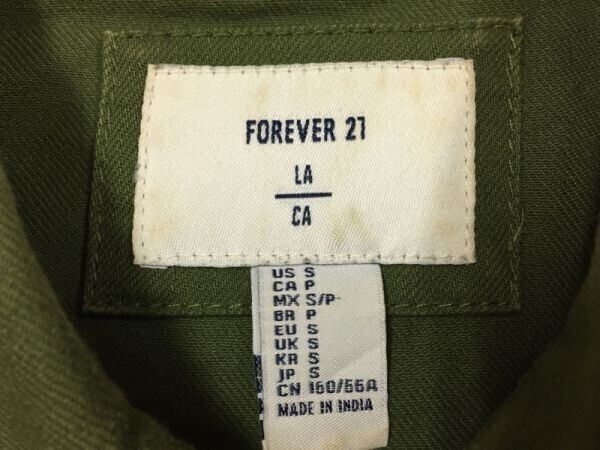 FOREVER 21
LA
CA
US S
CA P
MX S/P
BR P
EU S
UK S
KR S
JP S
CN 160/66A
MADE IN INDIA